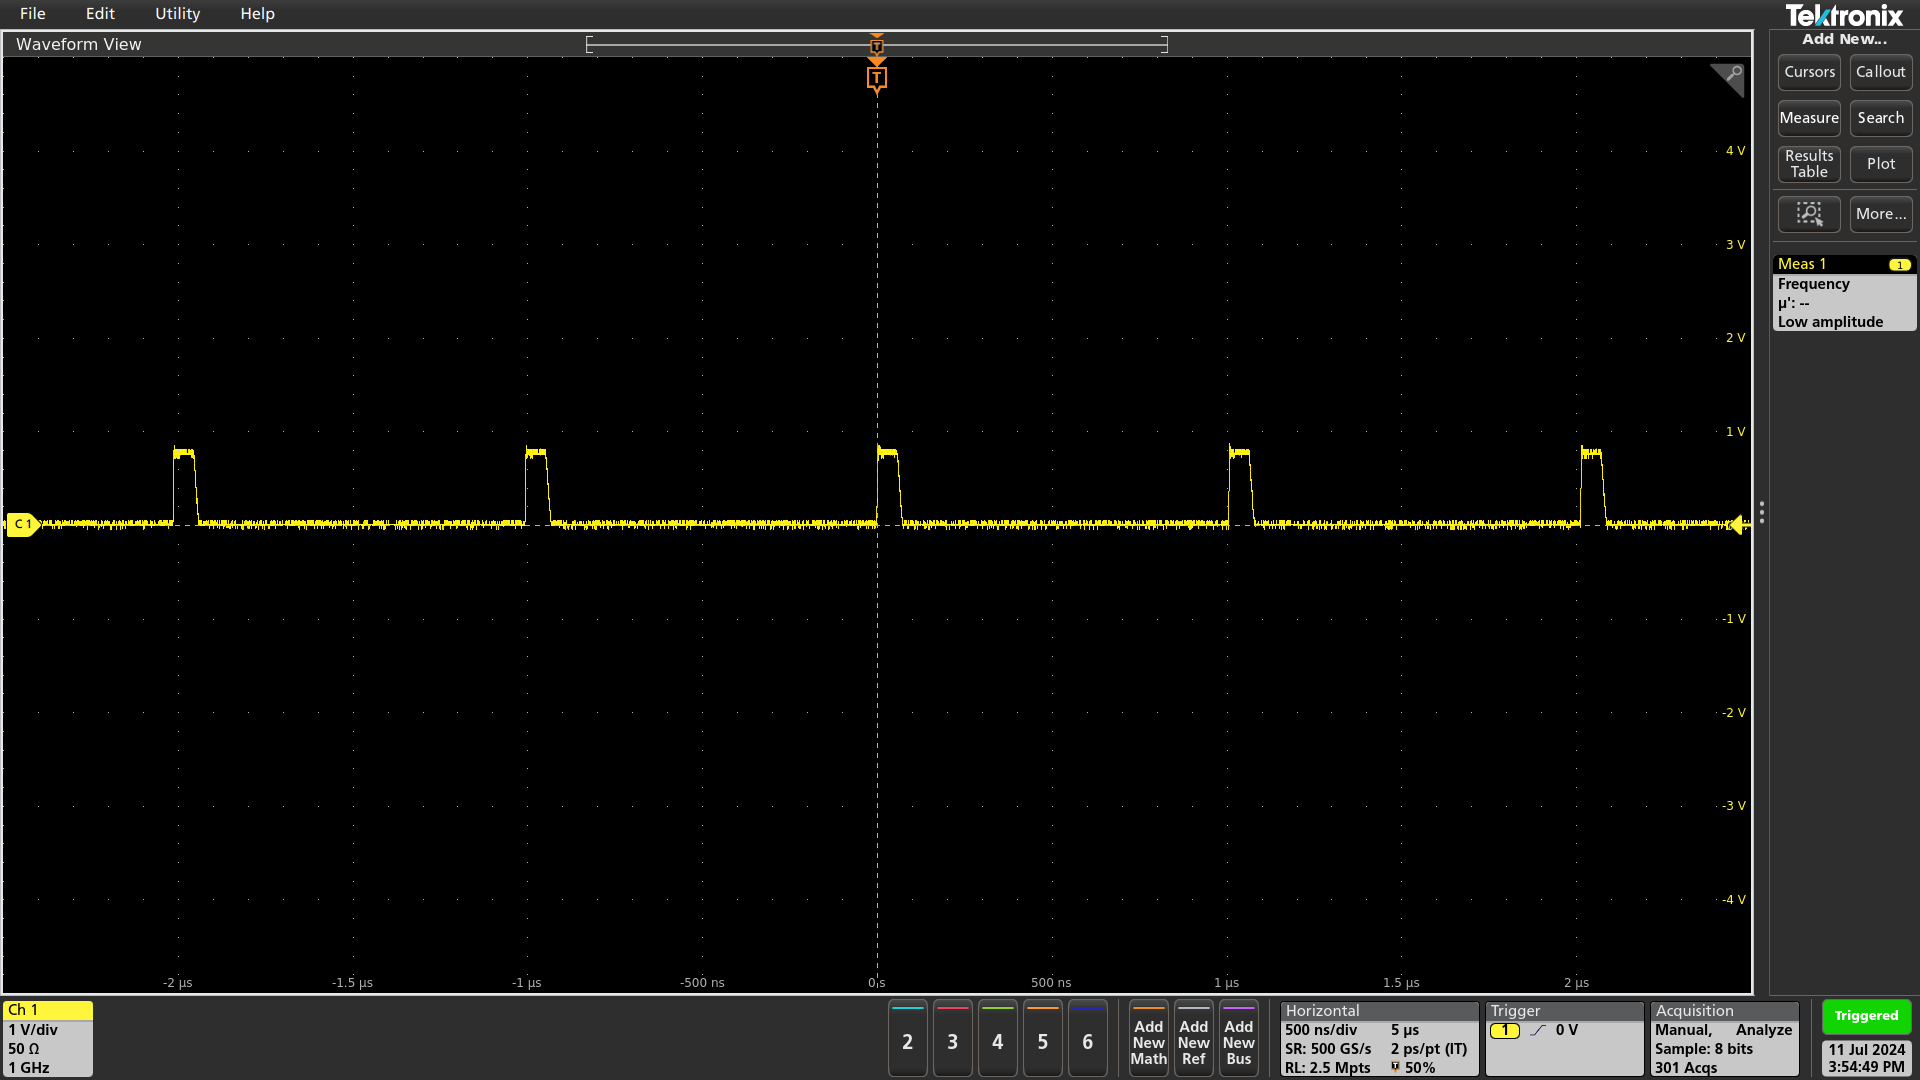 File Edit Utility Help
Tektronix
Waveform View
T
T
Add New...
Cursors Callout
Measure Search
Results Table Plot
More...
Meas 1 1
Frequency
µ': --
Low amplitude
4 V
3 V
2 V
1 V
C 1
-1 V
-2 V
-3 V
-4 V
-2 µs -1.5 µs -1 µs -500 ns 0 s 500 ns 1 µs 1.5 µs 2 µs
Ch 1
1 V/div
50 Ω
1 GHz
2 3 4 5 6
Add New Math
Add New Ref
Add New Bus
Horizontal
500 ns/div 5 µs
SR: 500 GS/s 2 ps/pt (IT)
RL: 2.5 Mpts T 50%
Trigger
1 0 V
Acquisition
Manual, Analyze
Sample: 8 bits
301 Acqs
Triggered
11 Jul 2024
3:54:49 PM